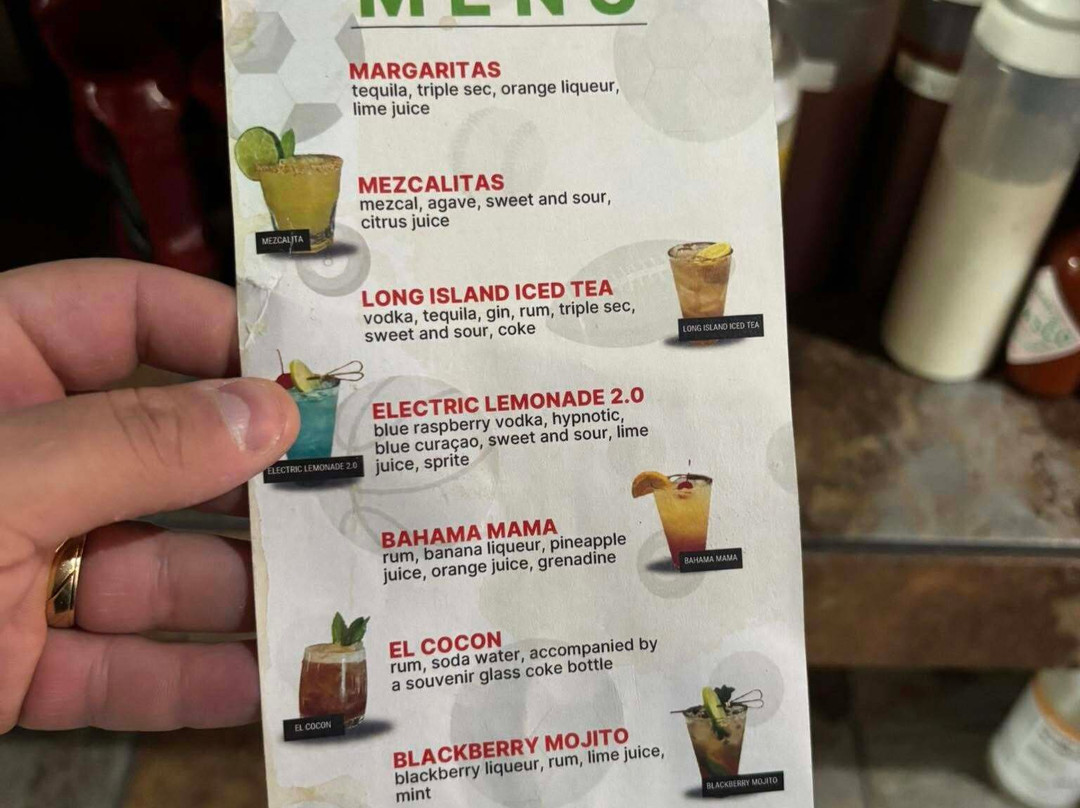 MENU
MARGARITAS
tequila, triple sec, orange liqueur,
lime juice
MEZCALITA
MEZCALITAS
mezcal, agave, sweet and sour,
citrus juice
LONG ISLAND ICED TEA
vodka, tequila, gin, rum, triple sec,
sweet and sour, coke
LONG ISLAND ICED TEA
ELECTRIC LEMONADE 2.0
blue raspberry vodka, hypnotic,
blue curaçao, sweet and sour, lime
juice, sprite
ELECTRIC LEMONADE 2.0
BAHAMA MAMA
rum, banana liqueur, pineapple
juice, orange juice, grenadine
BAHAMA MAMA
EL COCON
rum, soda water, accompanied by
a souvenir glass coke bottle
EL COCON
BLACKBERRY MOJITO
blackberry liqueur, rum, lime juice,
mint
BLACKBERRY MOJITO